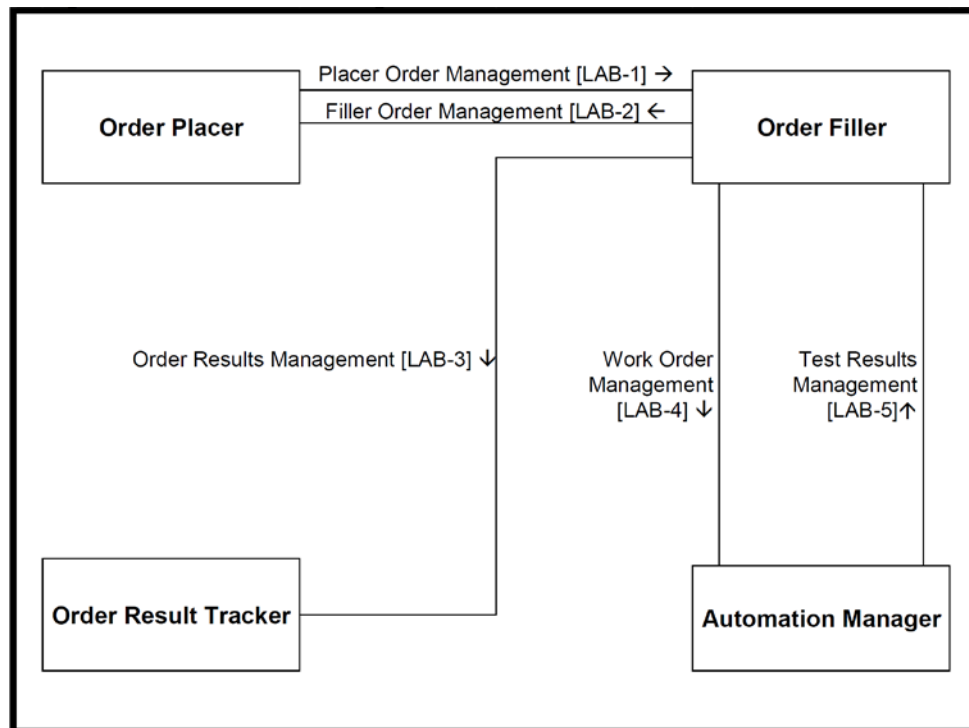 Placer Order Management [LAB-1] →
Order Placer
Filler Order Management [LAB-2] ←
Order Filler
Order Results Management [LAB-3] ↓
Work Order
Management
[LAB-4] ↓
Test Results
Management
[LAB-5]↑
Order Result Tracker
Automation Manager